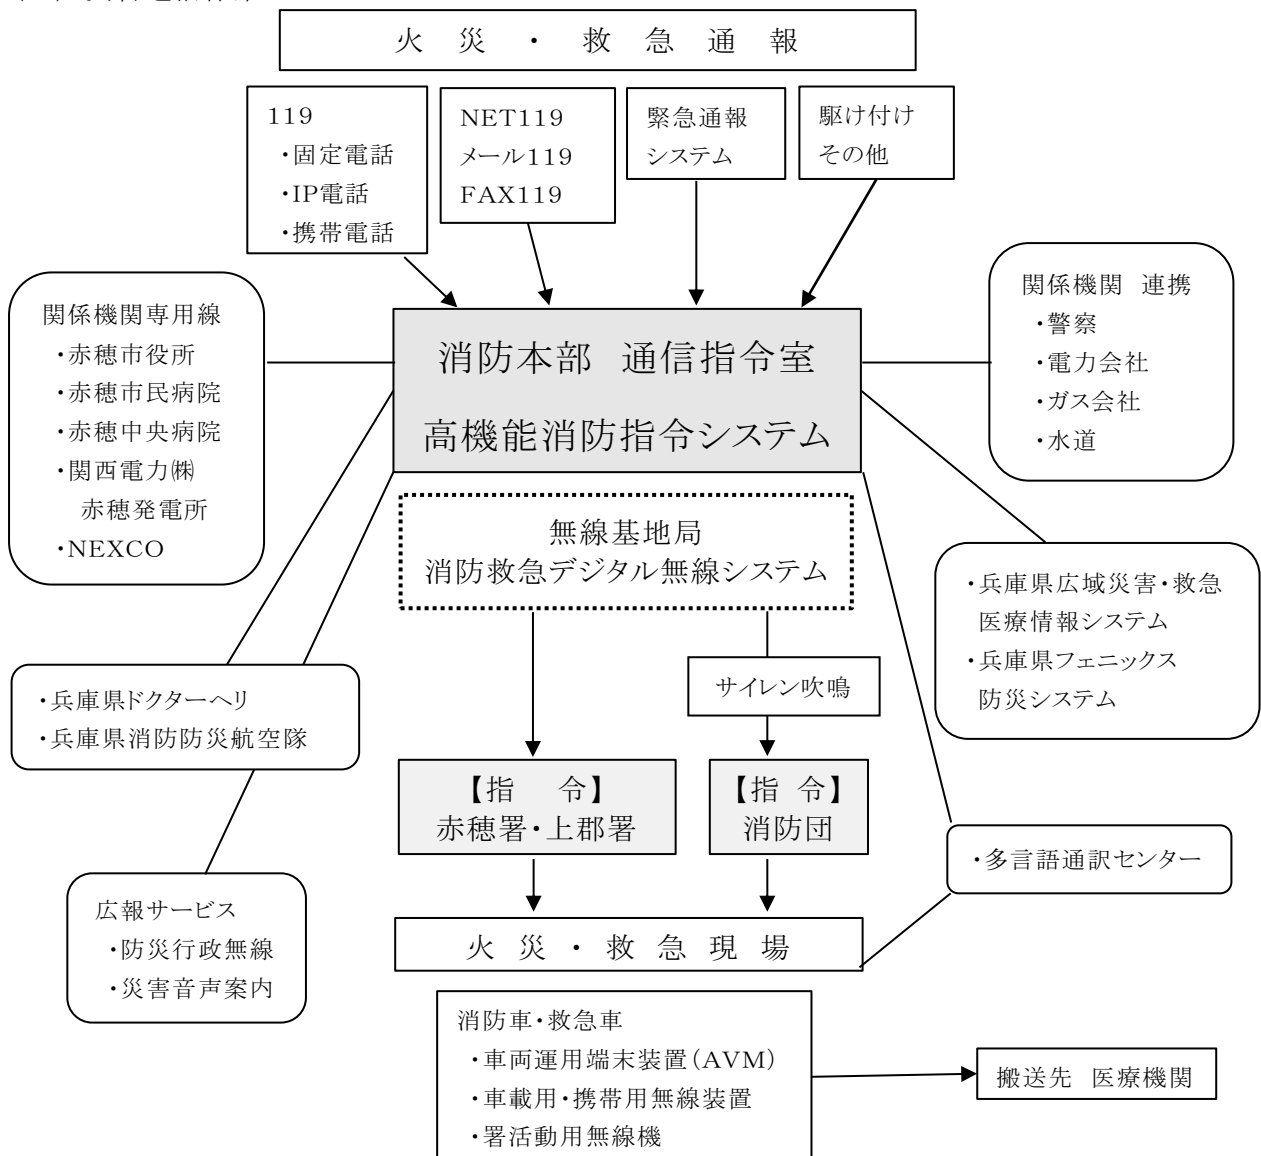 火 災 ・ 救 急 通 報
119
・固定電話
・IP電話
・携帯電話
NET119
メール119
FAX119
緊急通報
システム
駆け付け
その他
関係機関専用線
・赤穂市役所
・赤穂市民病院
・赤穂中央病院
・関西電力㈱
赤穂発電所
・NEXCO
消防本部 通信指令室
高機能消防指令システム
関係機関 連携
・警察
・電力会社
・ガス会社
・水道
無線基地局
消防救急デジタル無線システム
・兵庫県広域災害・救急
医療情報システム
・兵庫県フェニックス
防災システム
サイレン吹鳴
・兵庫県ドクターヘリ
・兵庫県消防防災航空隊
【指 令】
赤穂署・上郡署
【指 令】
消防団
・多言語通訳センター
広報サービス
・防災行政無線
・災害音声案内
火 災 ・ 救 急 現 場
消防車・救急車
・車両運用端末装置(AVM)
・車載用・携帯用無線装置
・署活動用無線機
搬送先 医療機関